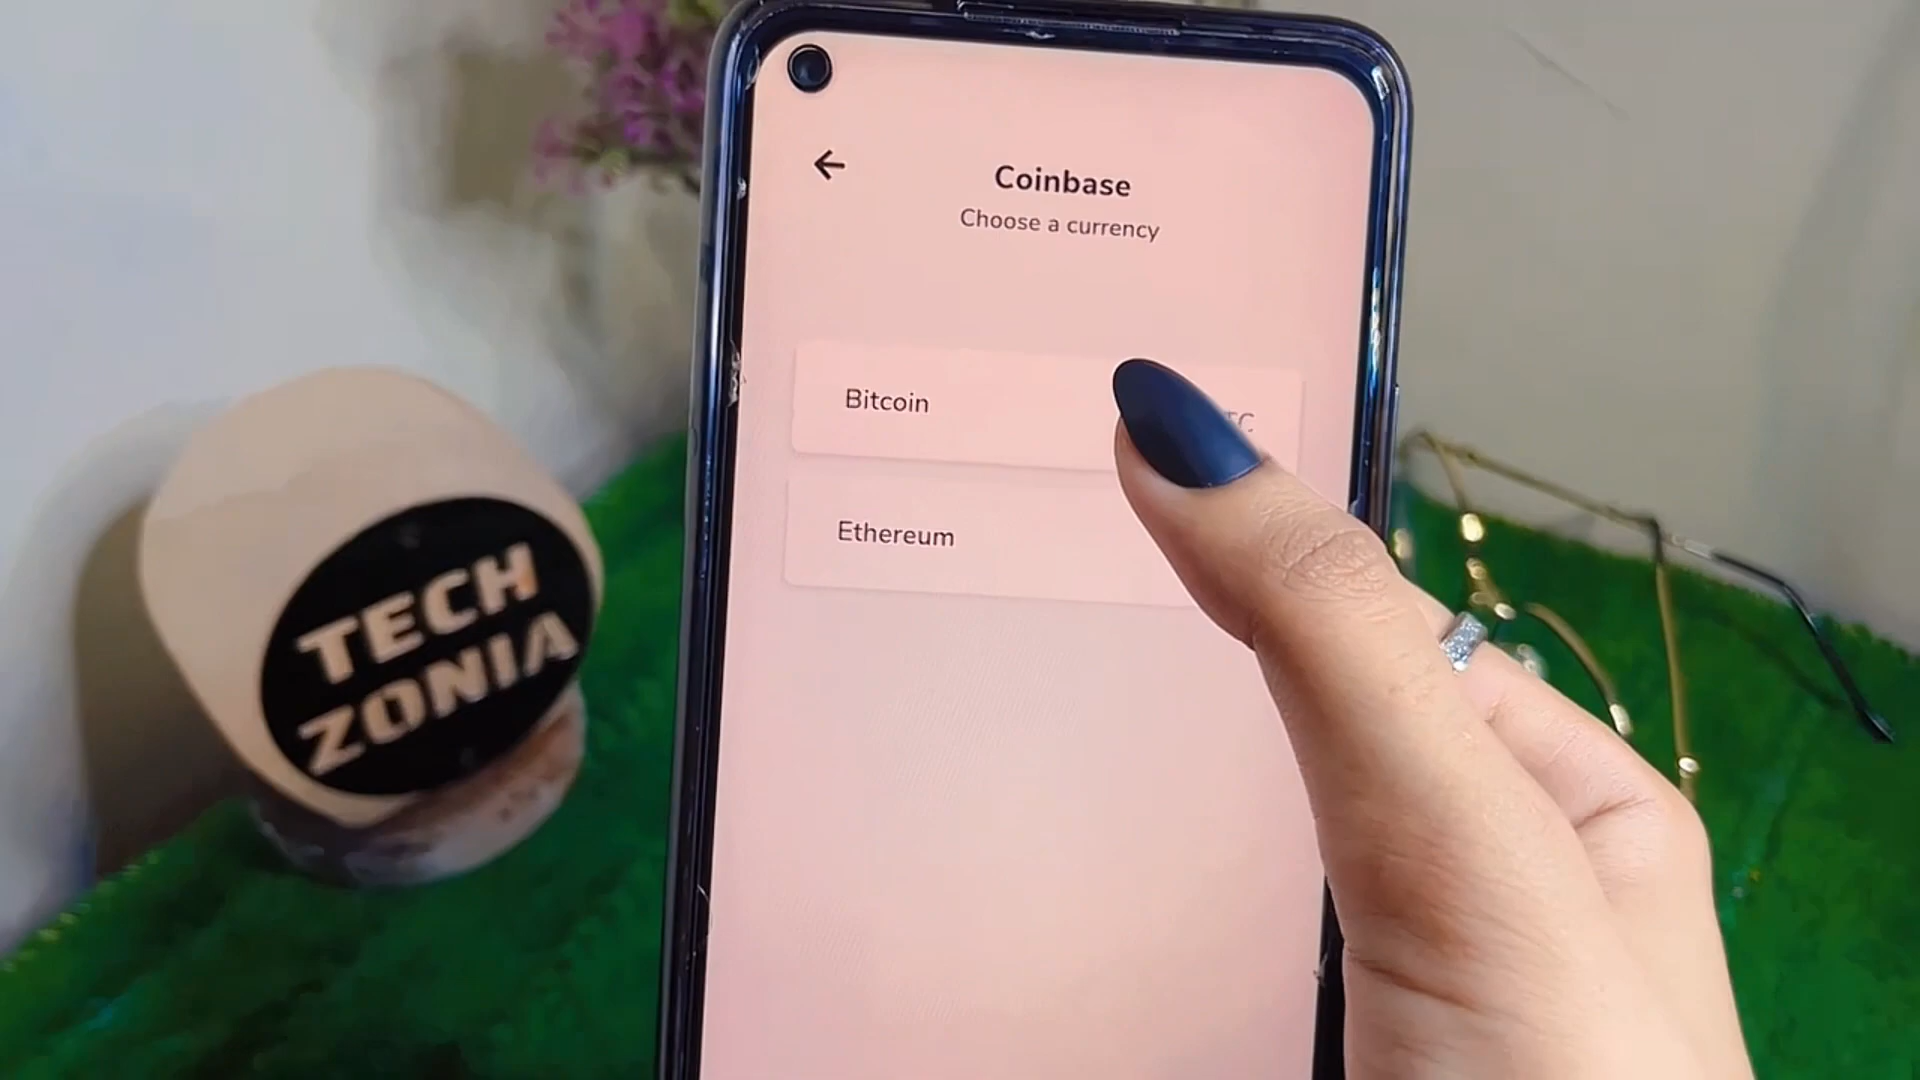 Coinbase
Choose a currency
Bitcoin
Ethereum
TECH
ZONIA